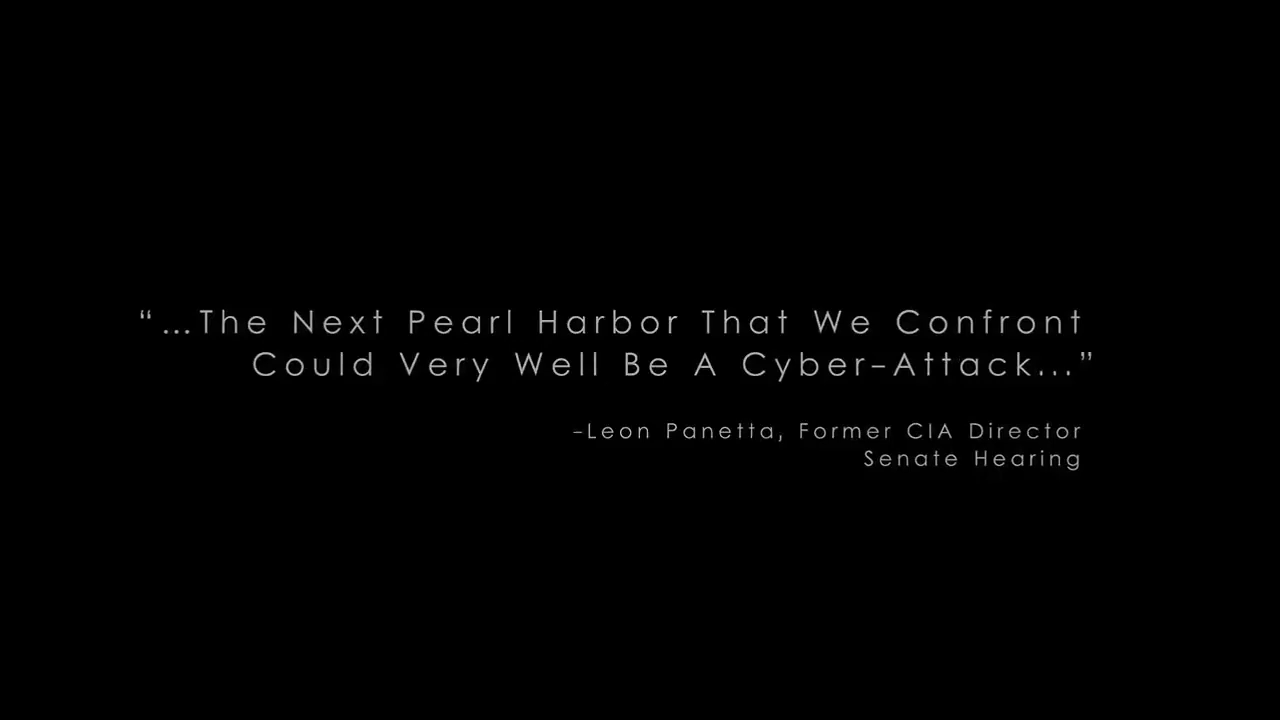 “...The Next Pearl Harbor That We Confront
Could Very Well Be A Cyber-Attack...”
-Leon Panetta, Former CIA Director
Senate Hearing